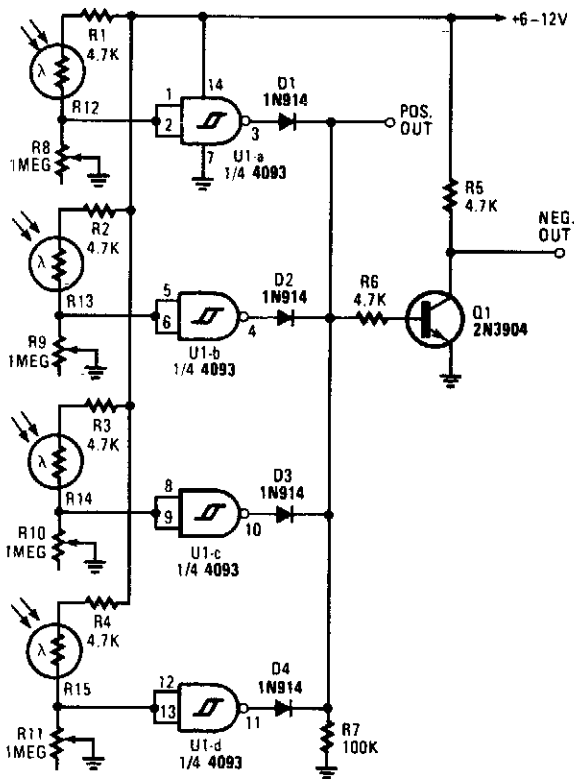 +6-12V
R1
4.7K
λ
R12
R8
1MEG
1
2
14
3
7
U1-a
1/4 4093
D1
1N914
POS.
OUT
R5
4.7K
NEG.
OUT
R2
4.7K
λ
R13
R9
1MEG
5
6
4
U1-b
1/4 4093
D2
1N914
R6
4.7K
Q1
2N3904
R3
4.7K
λ
R14
R10
1MEG
8
9
10
U1-c
1/4 4093
D3
1N914
R4
4.7K
λ
R15
R11
1MEG
12
13
11
U1-d
1/4 4093
D4
1N914
R7
100K